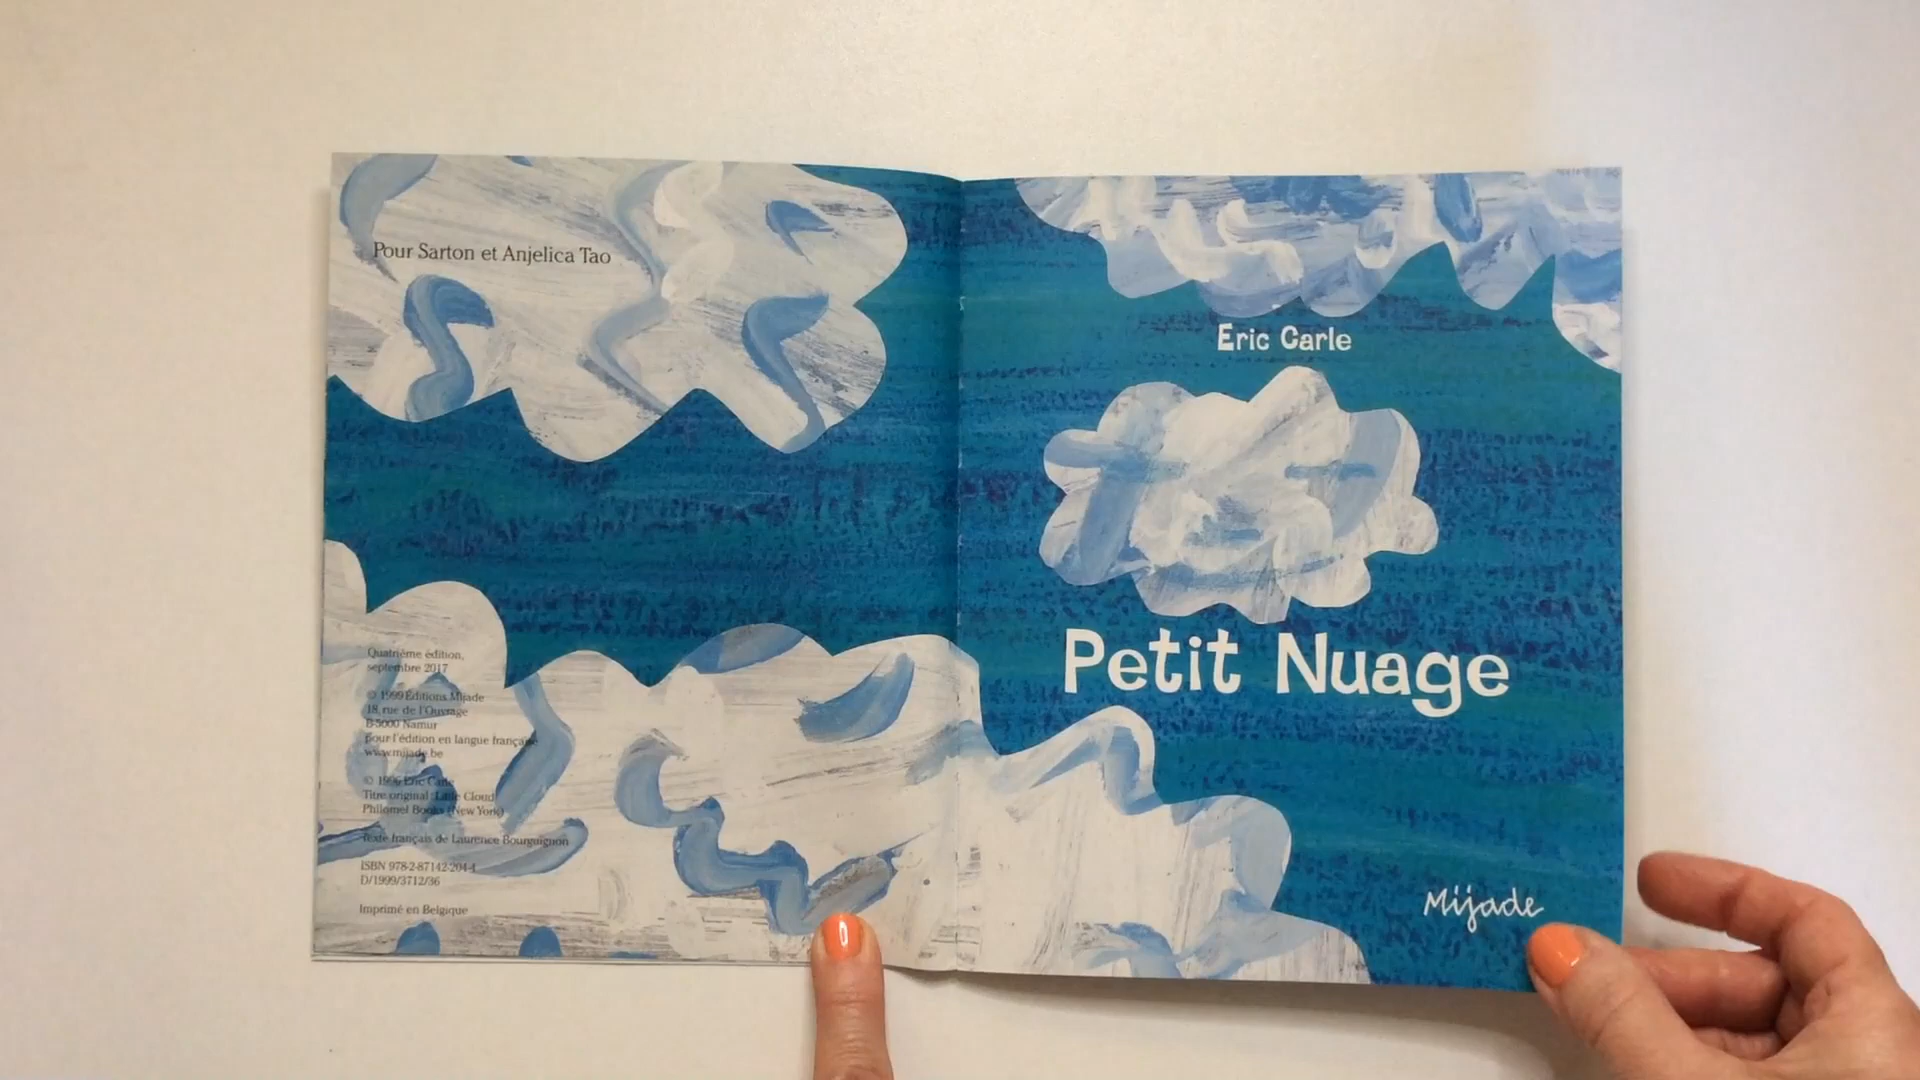 Pour Sarton et Anjelica Tao
Quatrième édition,
septembre 2017
© 1999 Éditions Mijade
18, rue de l'Ouvrage
B-5000 Namur
pour l'édition en langue française
www.mijade.be
© 1996 Eric Carle
Titre original: Little Cloud
Philomel Books (New York)
Texte français de Laurence Bourguignon
ISBN 978-2-87142-204-4
D/1999/3712/36
Imprimé en Belgique
Eric Carle
Petit Nuage
Mijade